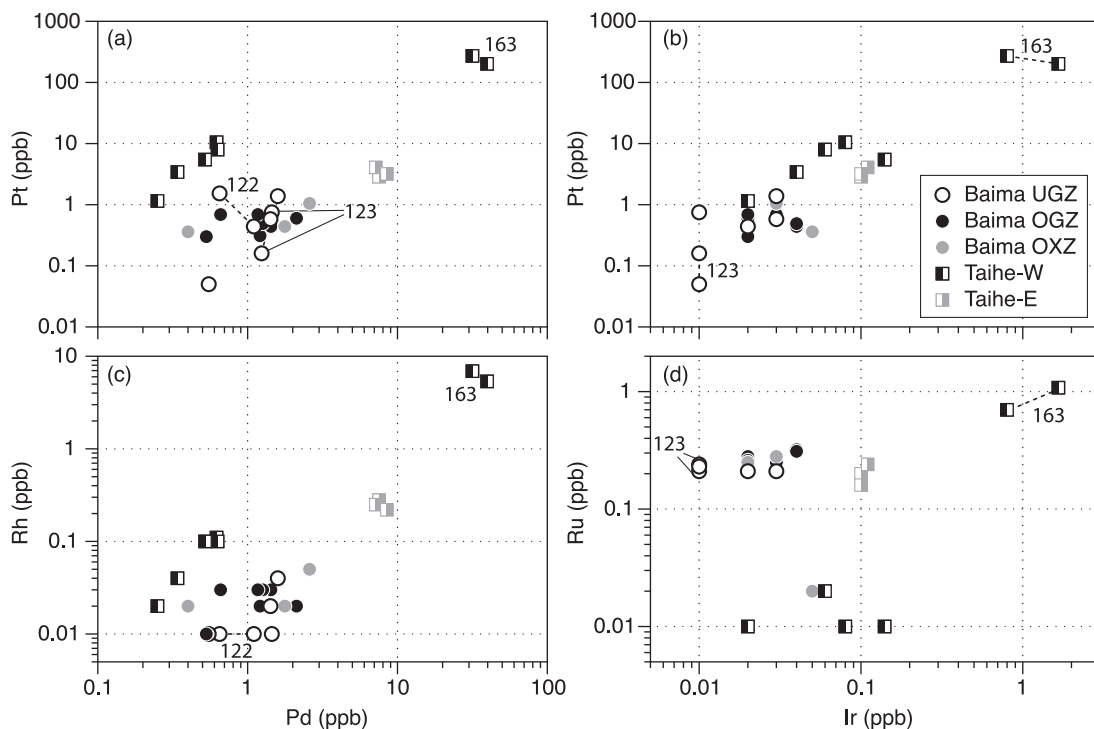 Pt (ppb)
1000
100
10
1
0.1
0.01
(a)
163
122
123
Pt (ppb)
1000
100
10
1
0.1
0.01
(b)
163
123
Baima UGZ
Baima OGZ
Baima OXZ
Taihe-W
Taihe-E
Rh (ppb)
10
1
0.1
0.01
(c)
163
122
0.1
1
10
100
Pd (ppb)
Ru (ppb)
1
0.1
0.01
(d)
163
123
0.01
0.1
1
Ir (ppb)